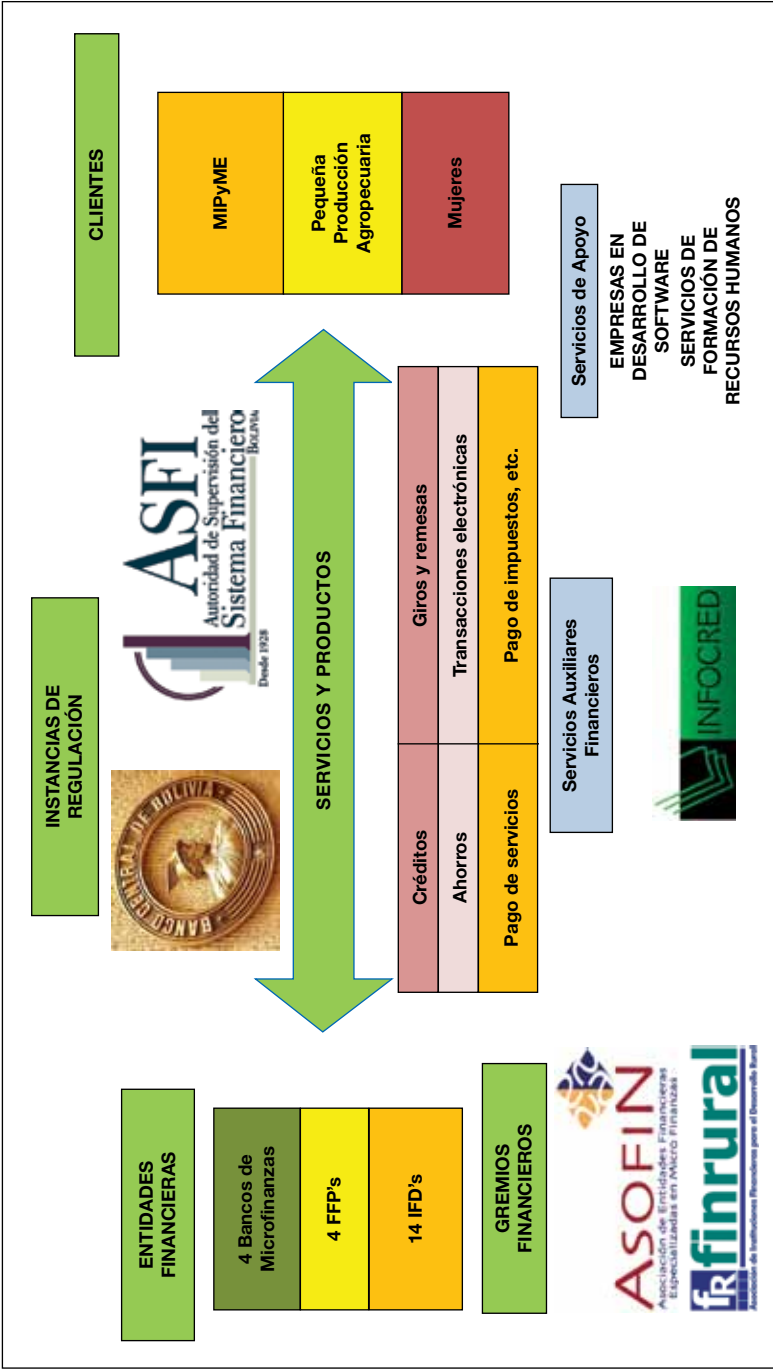 ENTIDADES
FINANCIERAS
4 Bancos de
Microfinanzas
4 FFP's
14 IFD's
GREMIOS
FINANCIEROS
ASOFIN
Asociación de Entidades Financieras
Especializadas en Micro Finanzas
fR finrural
Asociación de Instituciones Financieras para el Desarrollo Rural
INSTANCIAS DE
REGULACIÓN
BANCO CENTRAL DE BOLIVIA
ASFI
Autoridad de Supervisión del
Sistema Financiero
Desde 1928
BOLIVIA
SERVICIOS Y PRODUCTOS
Créditos
Giros y remesas
Ahorros
Transacciones electrónicas
Pago de servicios
Pago de impuestos, etc.
Servicios Auxiliares
Financieros
INFOCRED
CLIENTES
MIPyME
Pequeña
Producción
Agropecuaria
Mujeres
Servicios de Apoyo
EMPRESAS EN
DESARROLLO DE
SOFTWARE
SERVICIOS DE
FORMACIÓN DE
RECURSOS HUMANOS